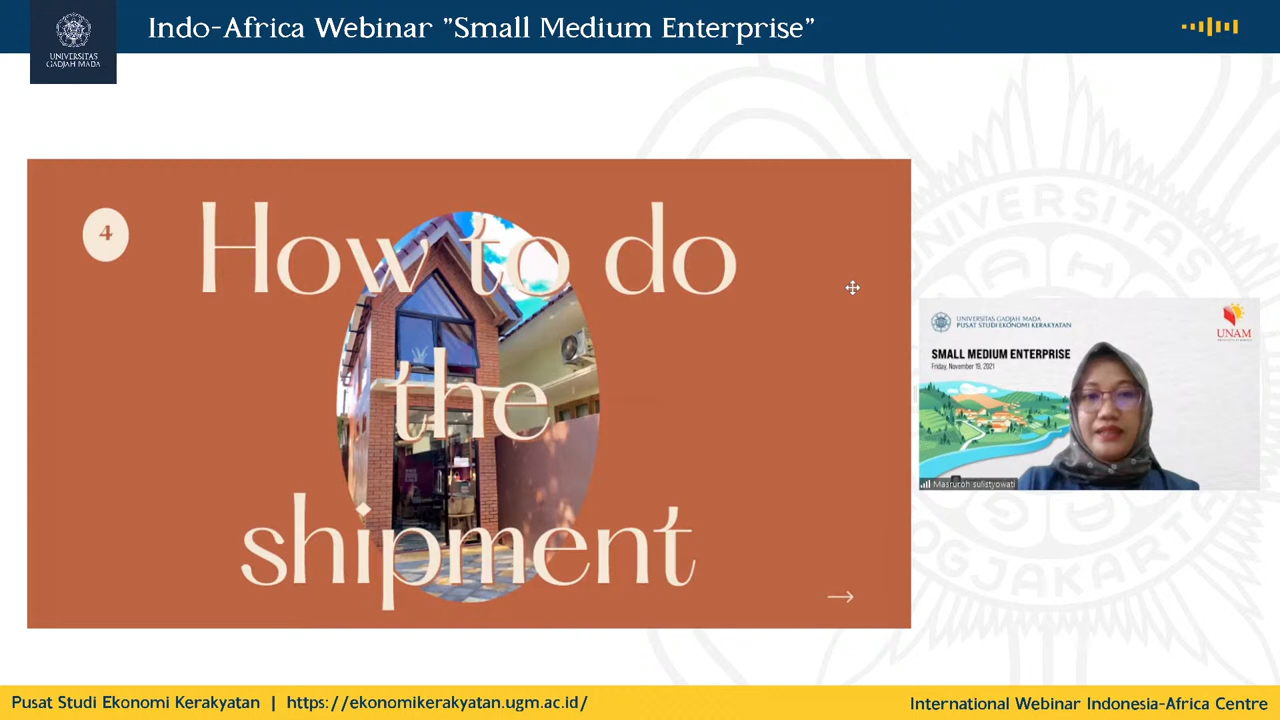 Indo-Africa Webinar "Small Medium Enterprise"
UNIVERSITAS
GADJAH MADA
4
How to do
the
shipment
UNIVERSITAS GADJAH MADA
PUSAT STUDI EKONOMI KERAKYATAN
UNAM
SMALL MEDIUM ENTERPRISE
Friday, November 19, 2021
Masruroh sulistyowati
Pusat Studi Ekonomi Kerakyatan | https://ekonomikerakyatan.ugm.ac.id/
International Webinar Indonesia-Africa Centre